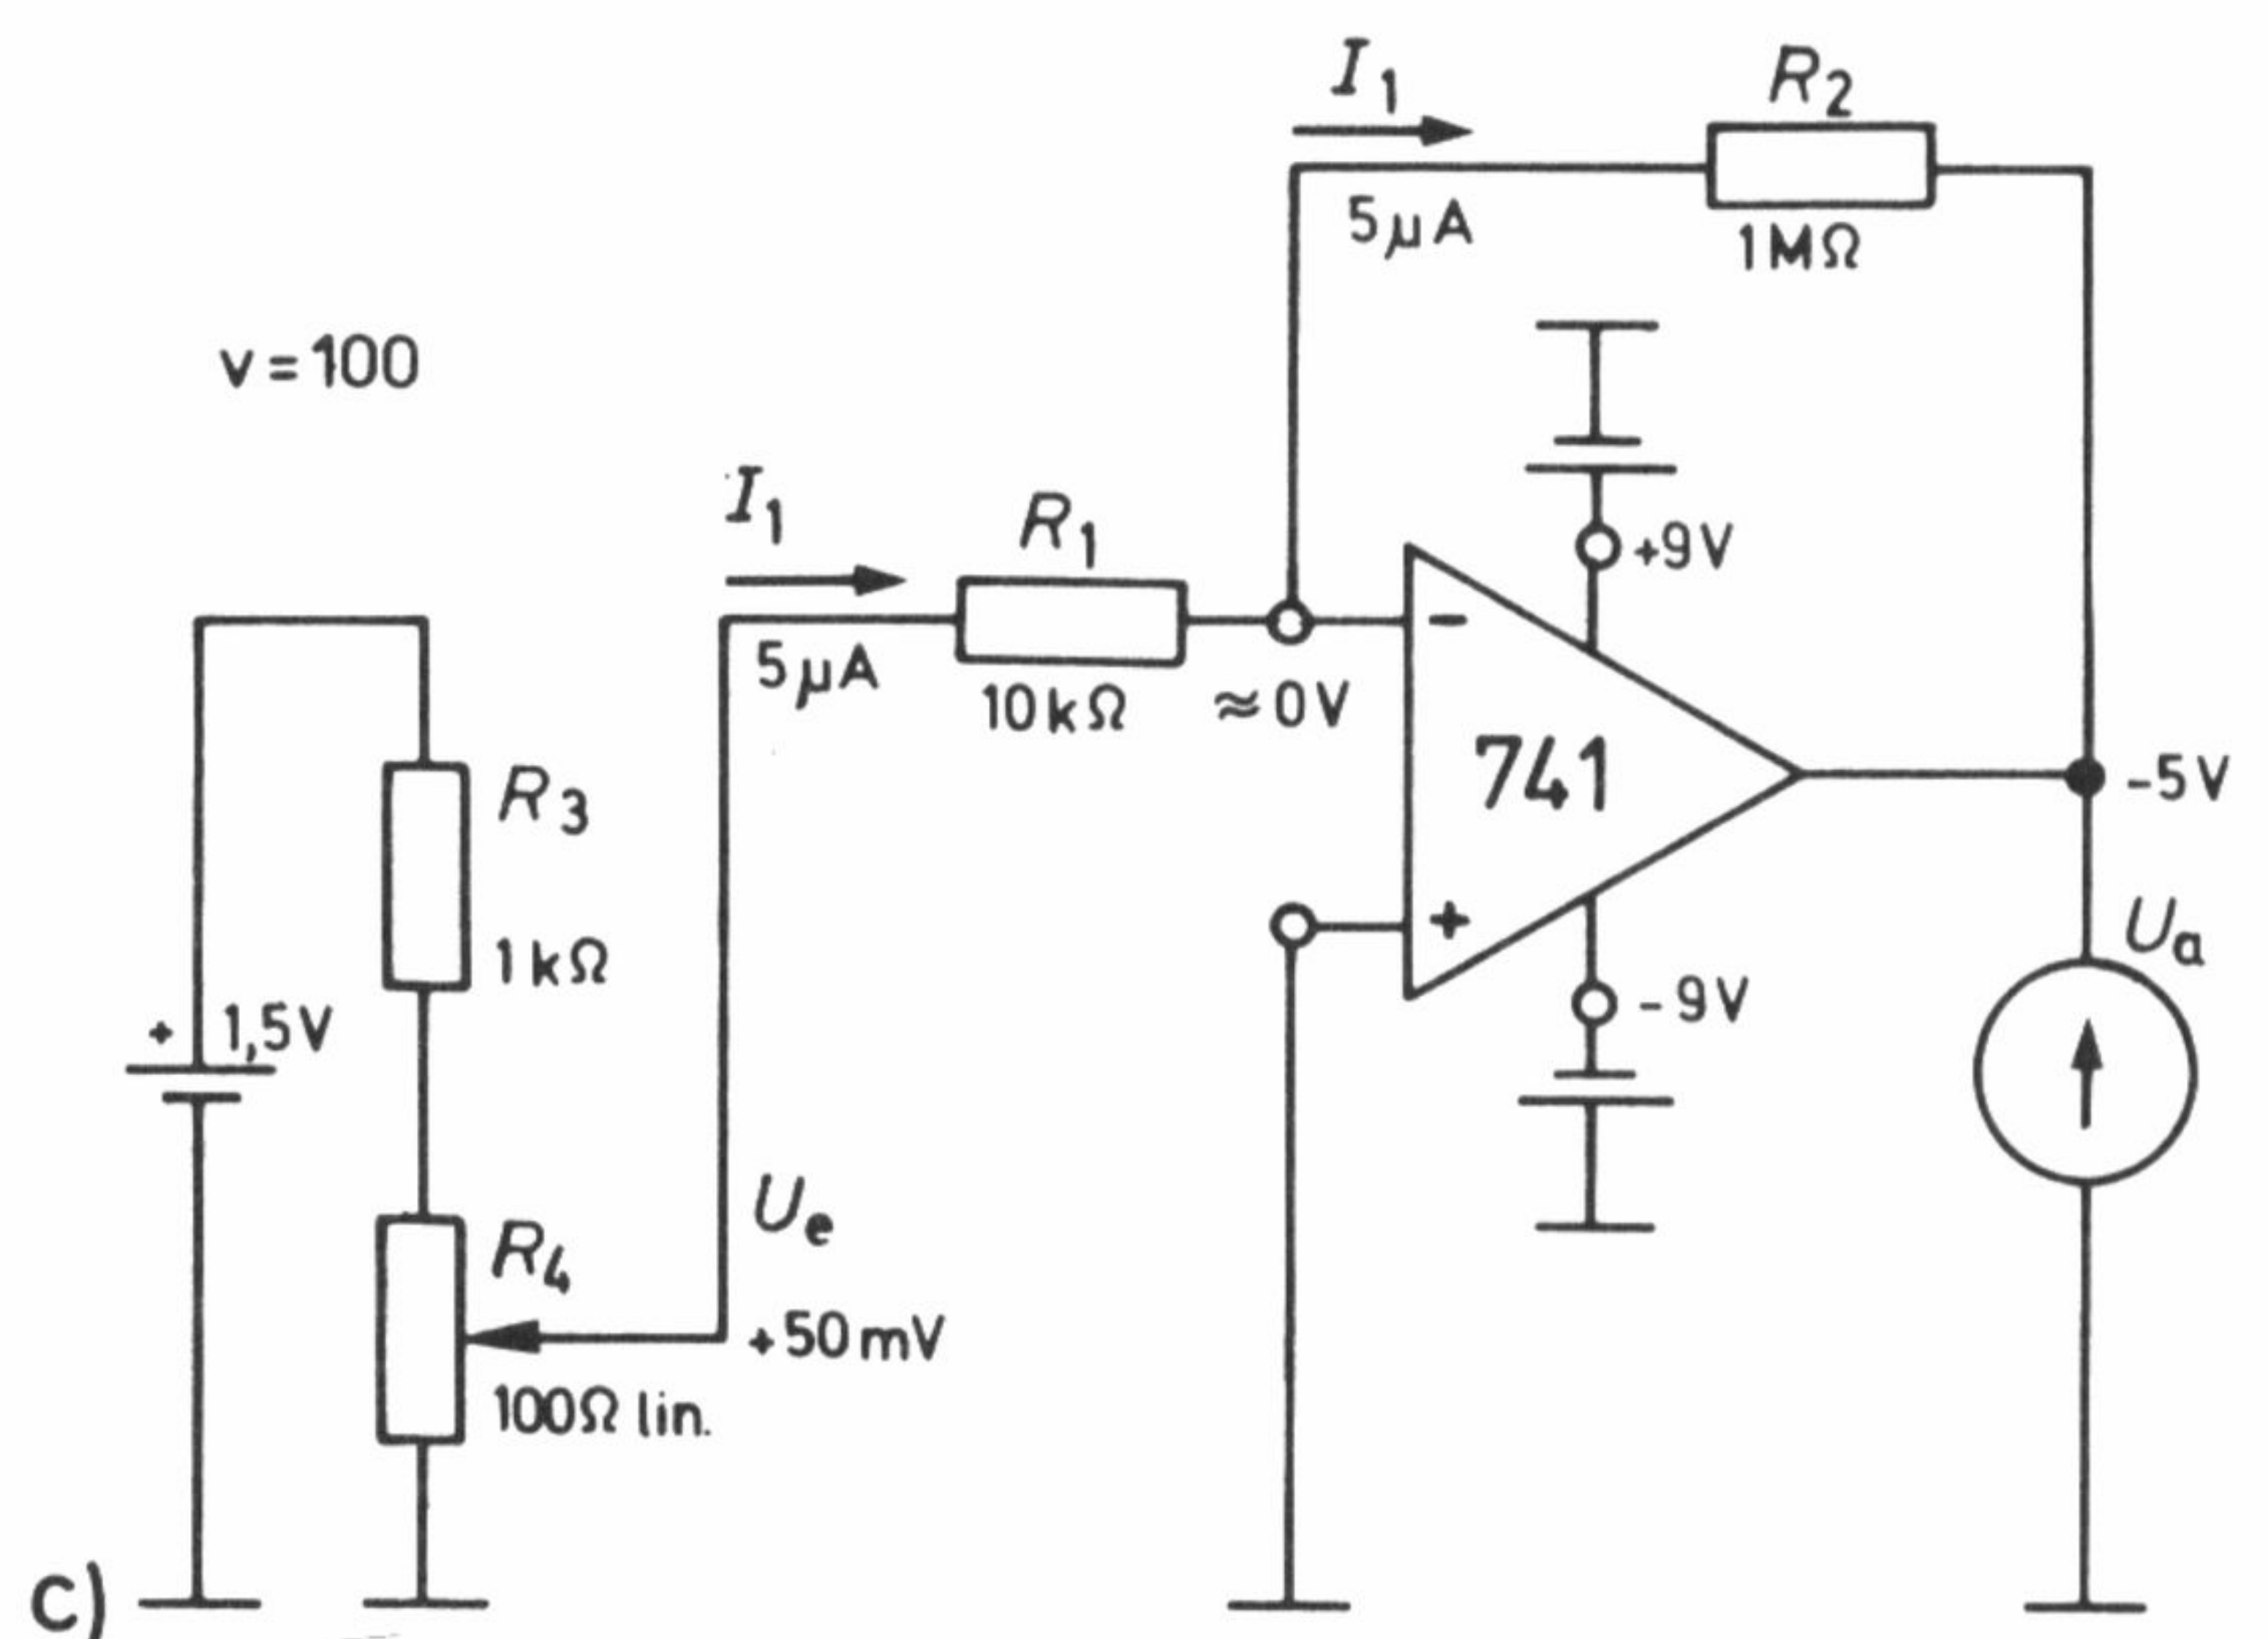 I1
R2
5µA
1MΩ
v=100
I1
R1
+9V
5µA
10kΩ
≈0V
-
741
-5V
R3
1kΩ
+
-9V
Ua
+ 1,5V
Ue
R4
+50mV
100Ω lin.
c)